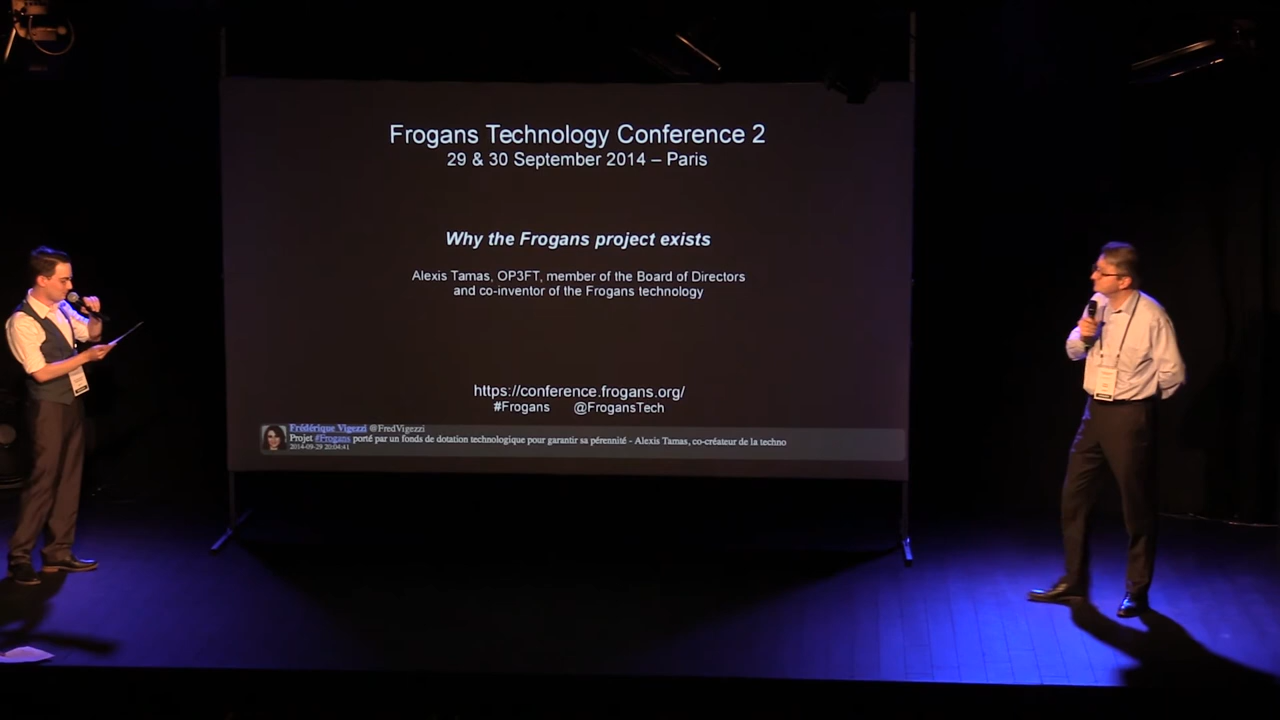 Frogans Technology Conference 2
29 & 30 September 2014 – Paris
Why the Frogans project exists
Alexis Tamas, OP3FT, member of the Board of Directors
and co-inventor of the Frogans technology
https://conference.frogans.org/
#Frogans @FrogansTech
Frédérique Vigezzi @FredVigezzi
Projet #Frogans porté par un fonds de dotation technologique pour garantir sa pérennité - Alexis Tamas, co-créateur de la techno
2014-09-29 20:04:41